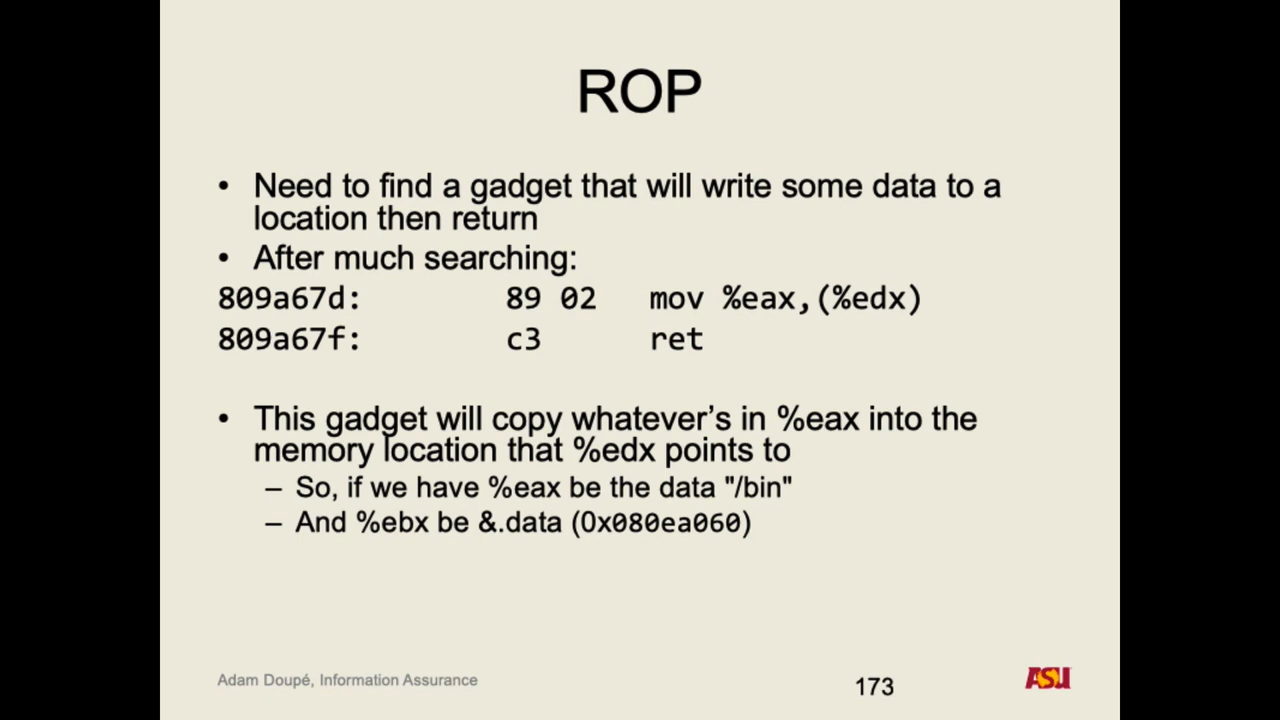 ROP
• Need to find a gadget that will write some data to a
location then return
• After much searching:
809a67d: 89 02 mov %eax,(%edx)
809a67f: c3 ret
• This gadget will copy whatever's in %eax into the
memory location that %edx points to
– So, if we have %eax be the data "/bin"
– And %ebx be &.data (0x080ea060)
Adam Doupé, Information Assurance
173
ASU